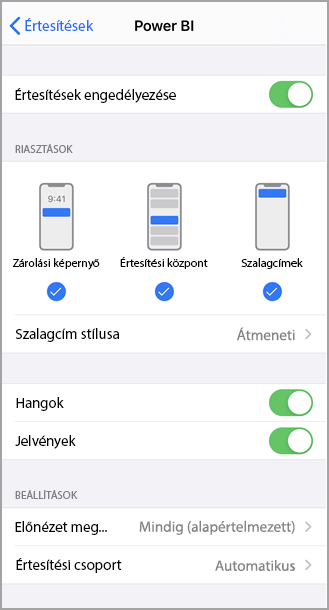 Értesítések Power BI
Értesítések engedélyezése
RIASZTÁSOK
9:41
Zárolási képernyő Értesítési központ Szalagcímek
Szalagcím stílusa Átmeneti
Hangok
Jelvények
BEÁLLÍTÁSOK
Előnézet meg... Mindig (alapértelmezett)
Értesítési csoport Automatikus